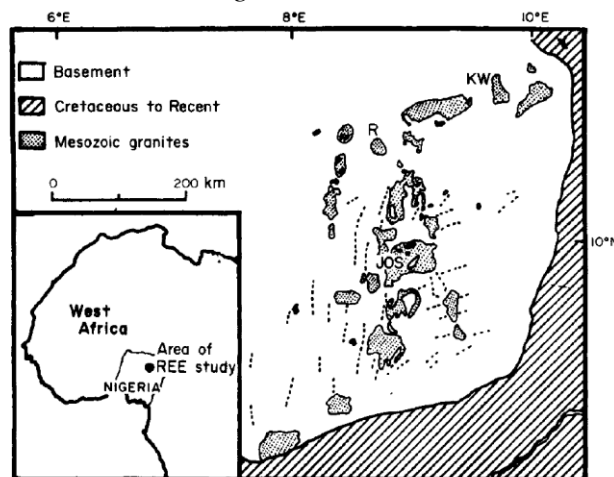 6°E 8°E 10°E
Basement
Cretaceous to Recent
Mesozoic granites
0 200 km
KW
R
10°N
JOS
West
Africa
Area of
REE study
NIGERIA